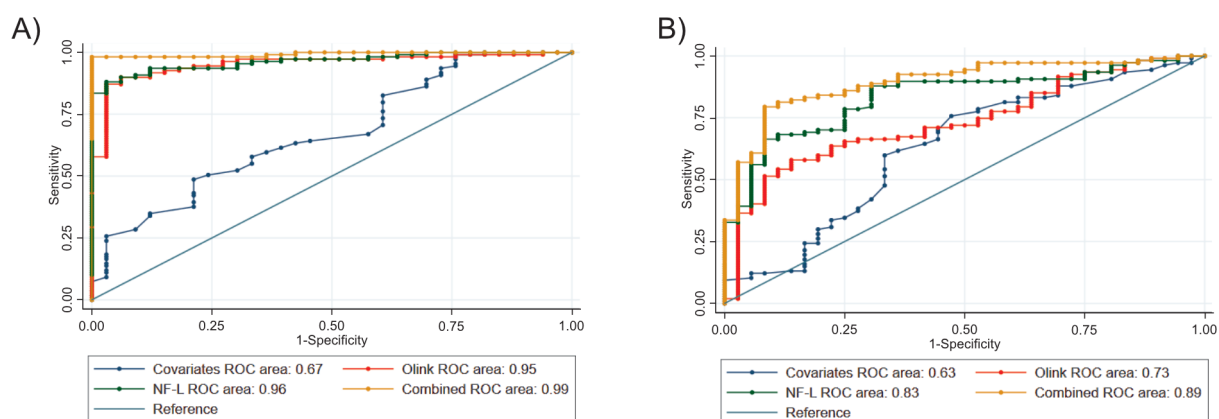 A)
Sensitivity
1.00
0.75
0.50
0.25
0.00
0.00 0.25 0.50 0.75 1.00
1-Specificity
Covariates ROC area: 0.67 Olink ROC area: 0.95
NF-L ROC area: 0.96 Combined ROC area: 0.99
Reference
B)
Sensitivity
1.00
0.75
0.50
0.25
0.00
0.00 0.25 0.50 0.75 1.00
1-Specificity
Covariates ROC area: 0.63 Olink ROC area: 0.73
NF-L ROC area: 0.83 Combined ROC area: 0.89
Reference